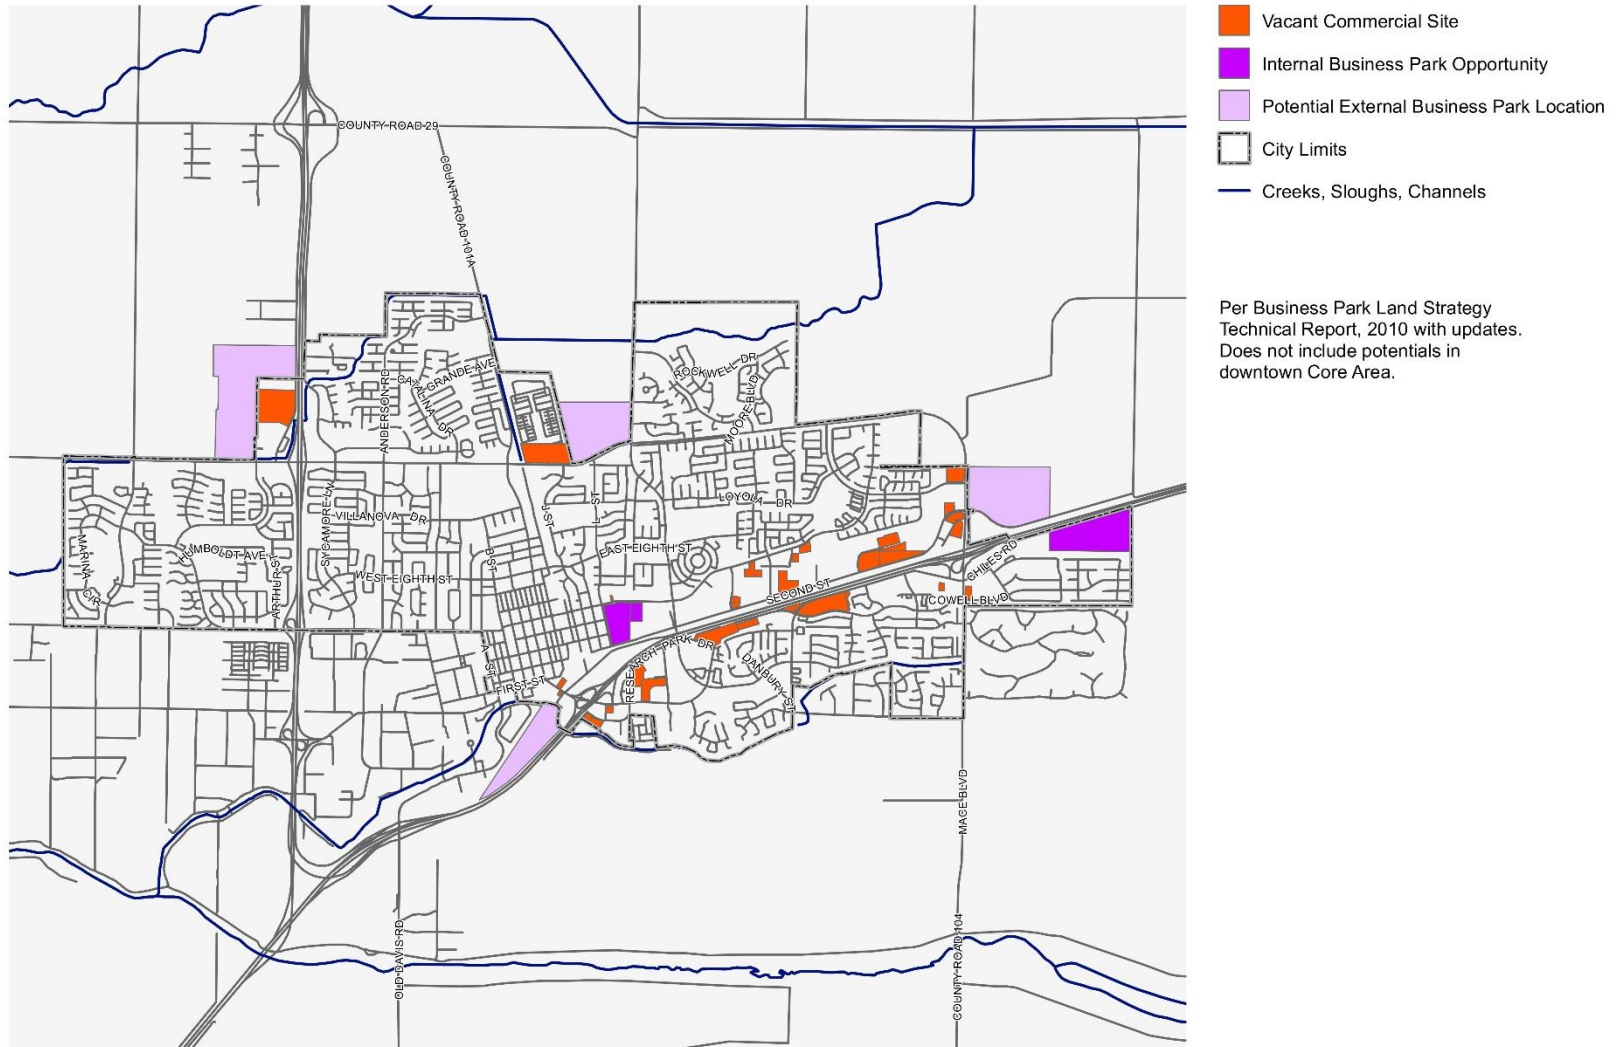 Vacant Commercial Site
Internal Business Park Opportunity
Potential External Business Park Location
City Limits
Creeks, Sloughs, Channels
Per Business Park Land Strategy
Technical Report, 2010 with updates.
Does not include potentials in
downtown Core Area.
COUNTY ROAD 29
COUNTY ROAD 101A
ANDERSON RD
CATALINA DR
GRANDE AVE
ROCKWELL DR
MOORE BLVD
SYCAMORE LN
VILLANOVA DR
J ST
L ST
LOYOLA DR
MARINA CIR
HUMBOLDT AVE
ARTHUR ST
WEST EIGHTH ST
B ST
EAST EIGHTH ST
SECOND ST
CHILES RD
COWELL BLVD
A ST
FIRST ST
RESEARCH PARK DR
DANBURY ST
MACE BLVD
OLD DAVIS RD
COUNTY ROAD 104